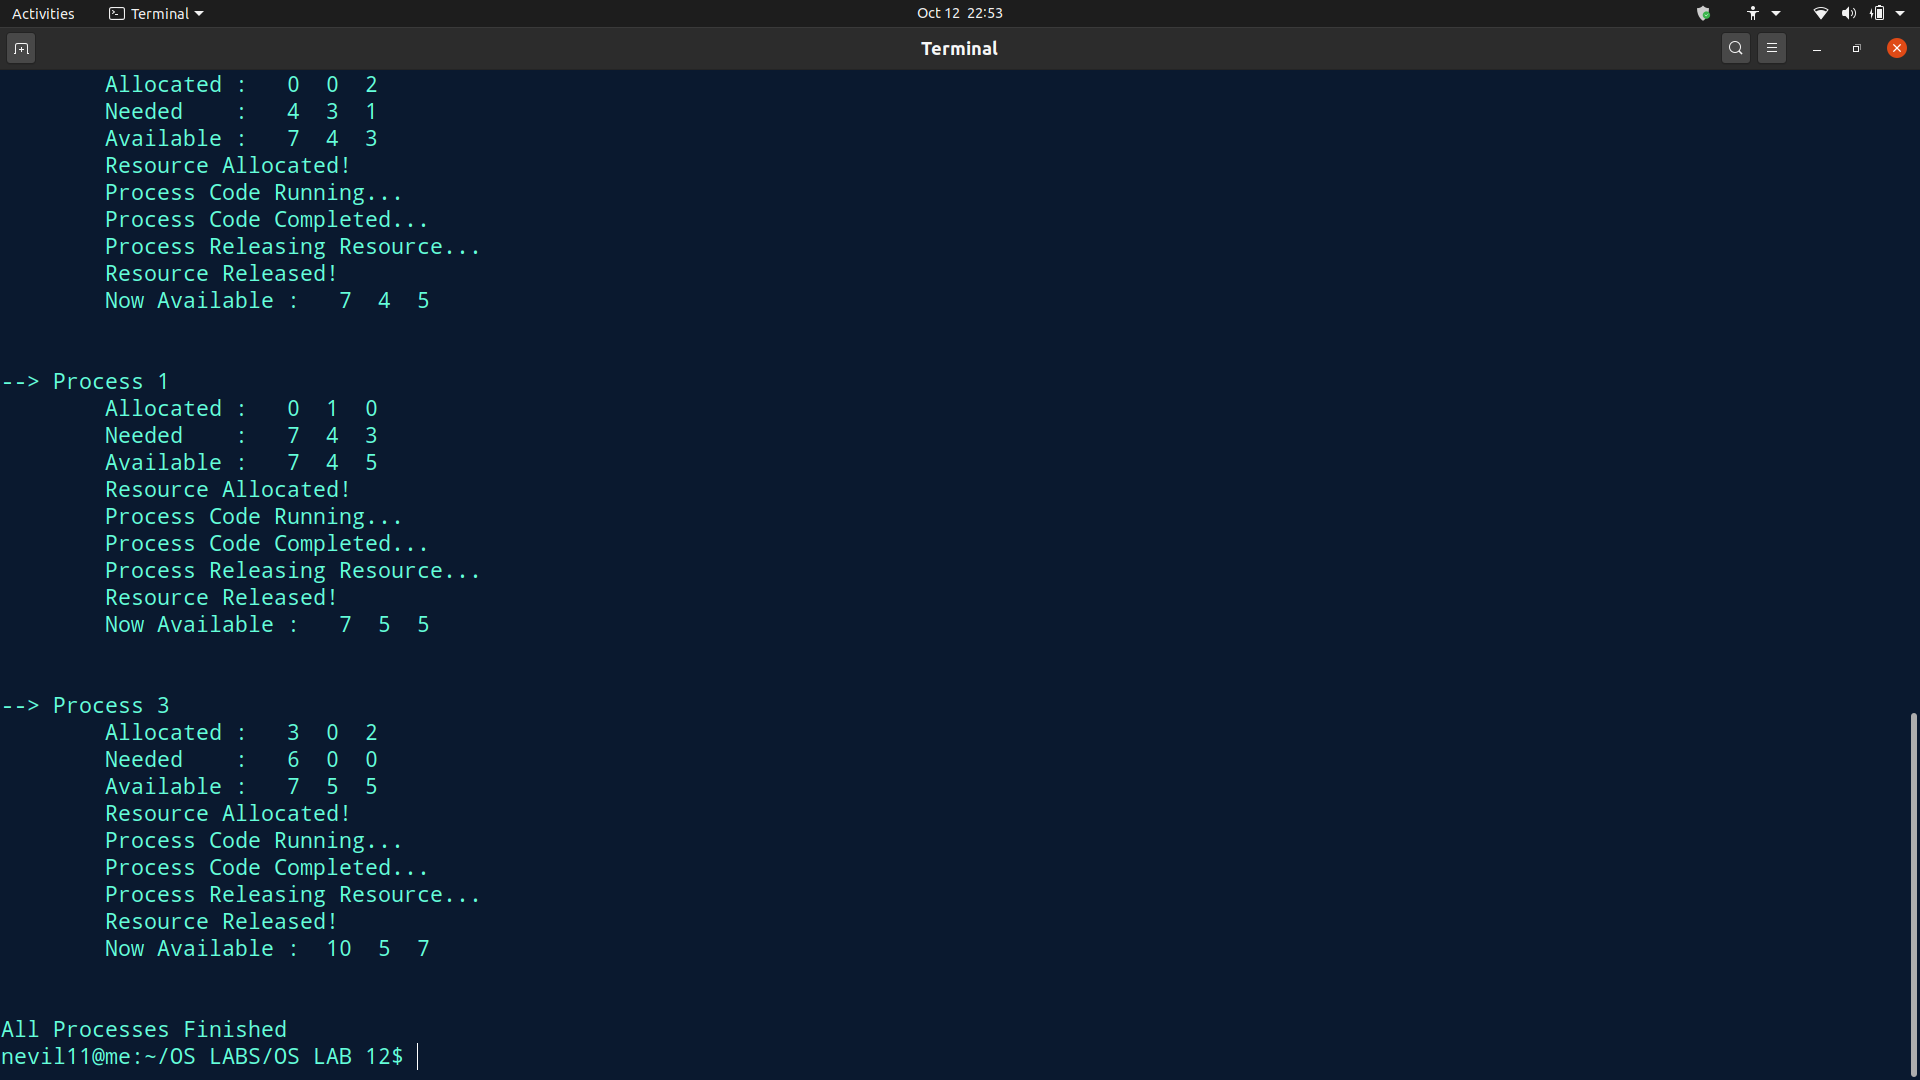 Activities Terminal Oct 12 22:53
Terminal
Allocated : 0 0 2
Needed : 4 3 1
Available : 7 4 3
Resource Allocated!
Process Code Running...
Process Code Completed...
Process Releasing Resource...
Resource Released!
Now Available : 7 4 5
--> Process 1
Allocated : 0 1 0
Needed : 7 4 3
Available : 7 4 5
Resource Allocated!
Process Code Running...
Process Code Completed...
Process Releasing Resource...
Resource Released!
Now Available : 7 5 5
--> Process 3
Allocated : 3 0 2
Needed : 6 0 0
Available : 7 5 5
Resource Allocated!
Process Code Running...
Process Code Completed...
Process Releasing Resource...
Resource Released!
Now Available : 10 5 7
All Processes Finished
nevil11@me:~/OS LABS/OS LAB 12$